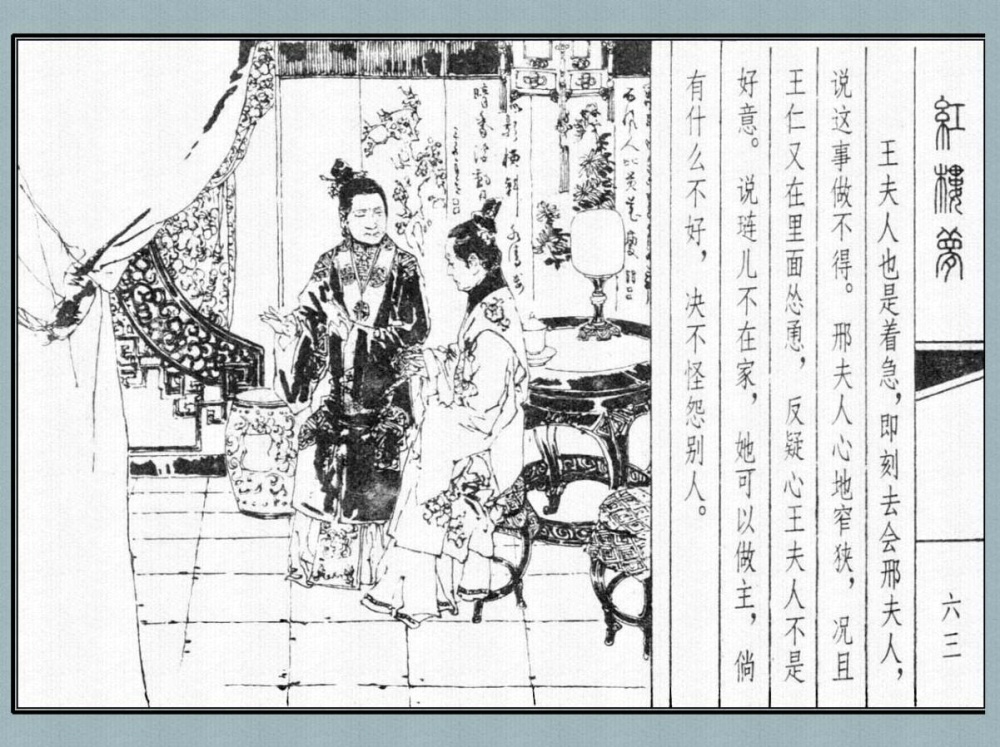 红楼梦
六三
王夫人也是着急，即刻去会邢夫人，
说这事做不得。邢夫人心地窄狭，况且
王仁又在里面怂恿，反疑心王夫人不是
好意。说琏儿不在家，她可以做主，倘
有什么不好，决不怪怨别人。